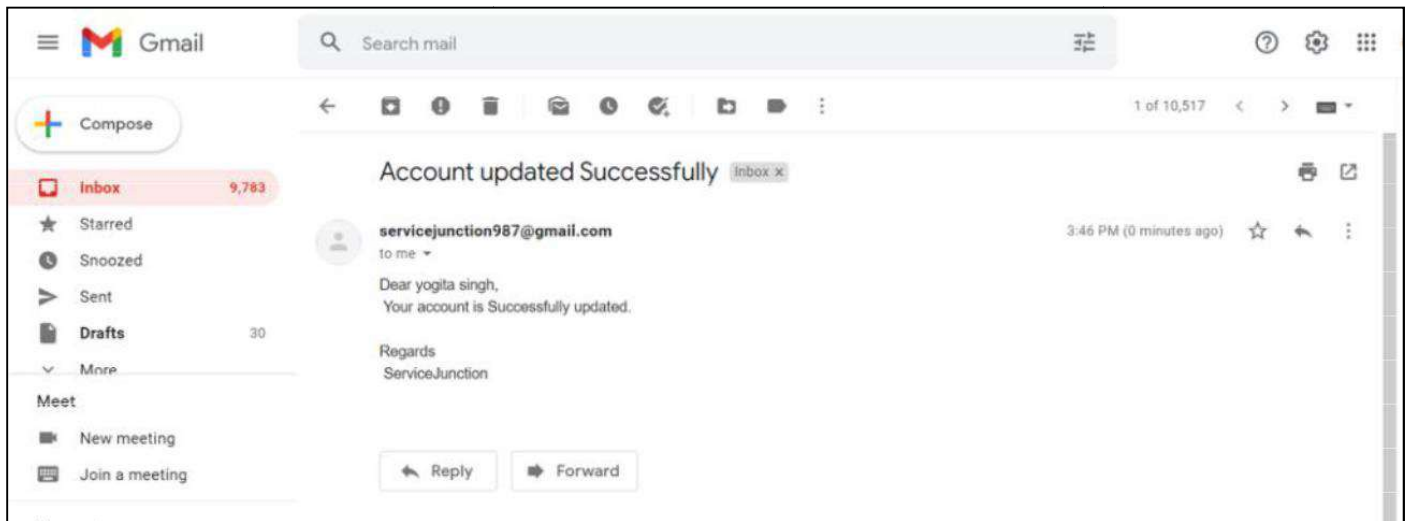 Gmail
Search mail
Compose
1 of 10,517
Account updated Successfully Inbox x
Inbox 9,783
Starred
servicejunction987@gmail.com 3:46 PM (0 minutes ago)
to me
Snoozed
Dear yogita singh,
Your account is Successfully updated.
Sent
Drafts 30
Regards
ServiceJunction
More
Meet
New meeting
Join a meeting
Reply Forward